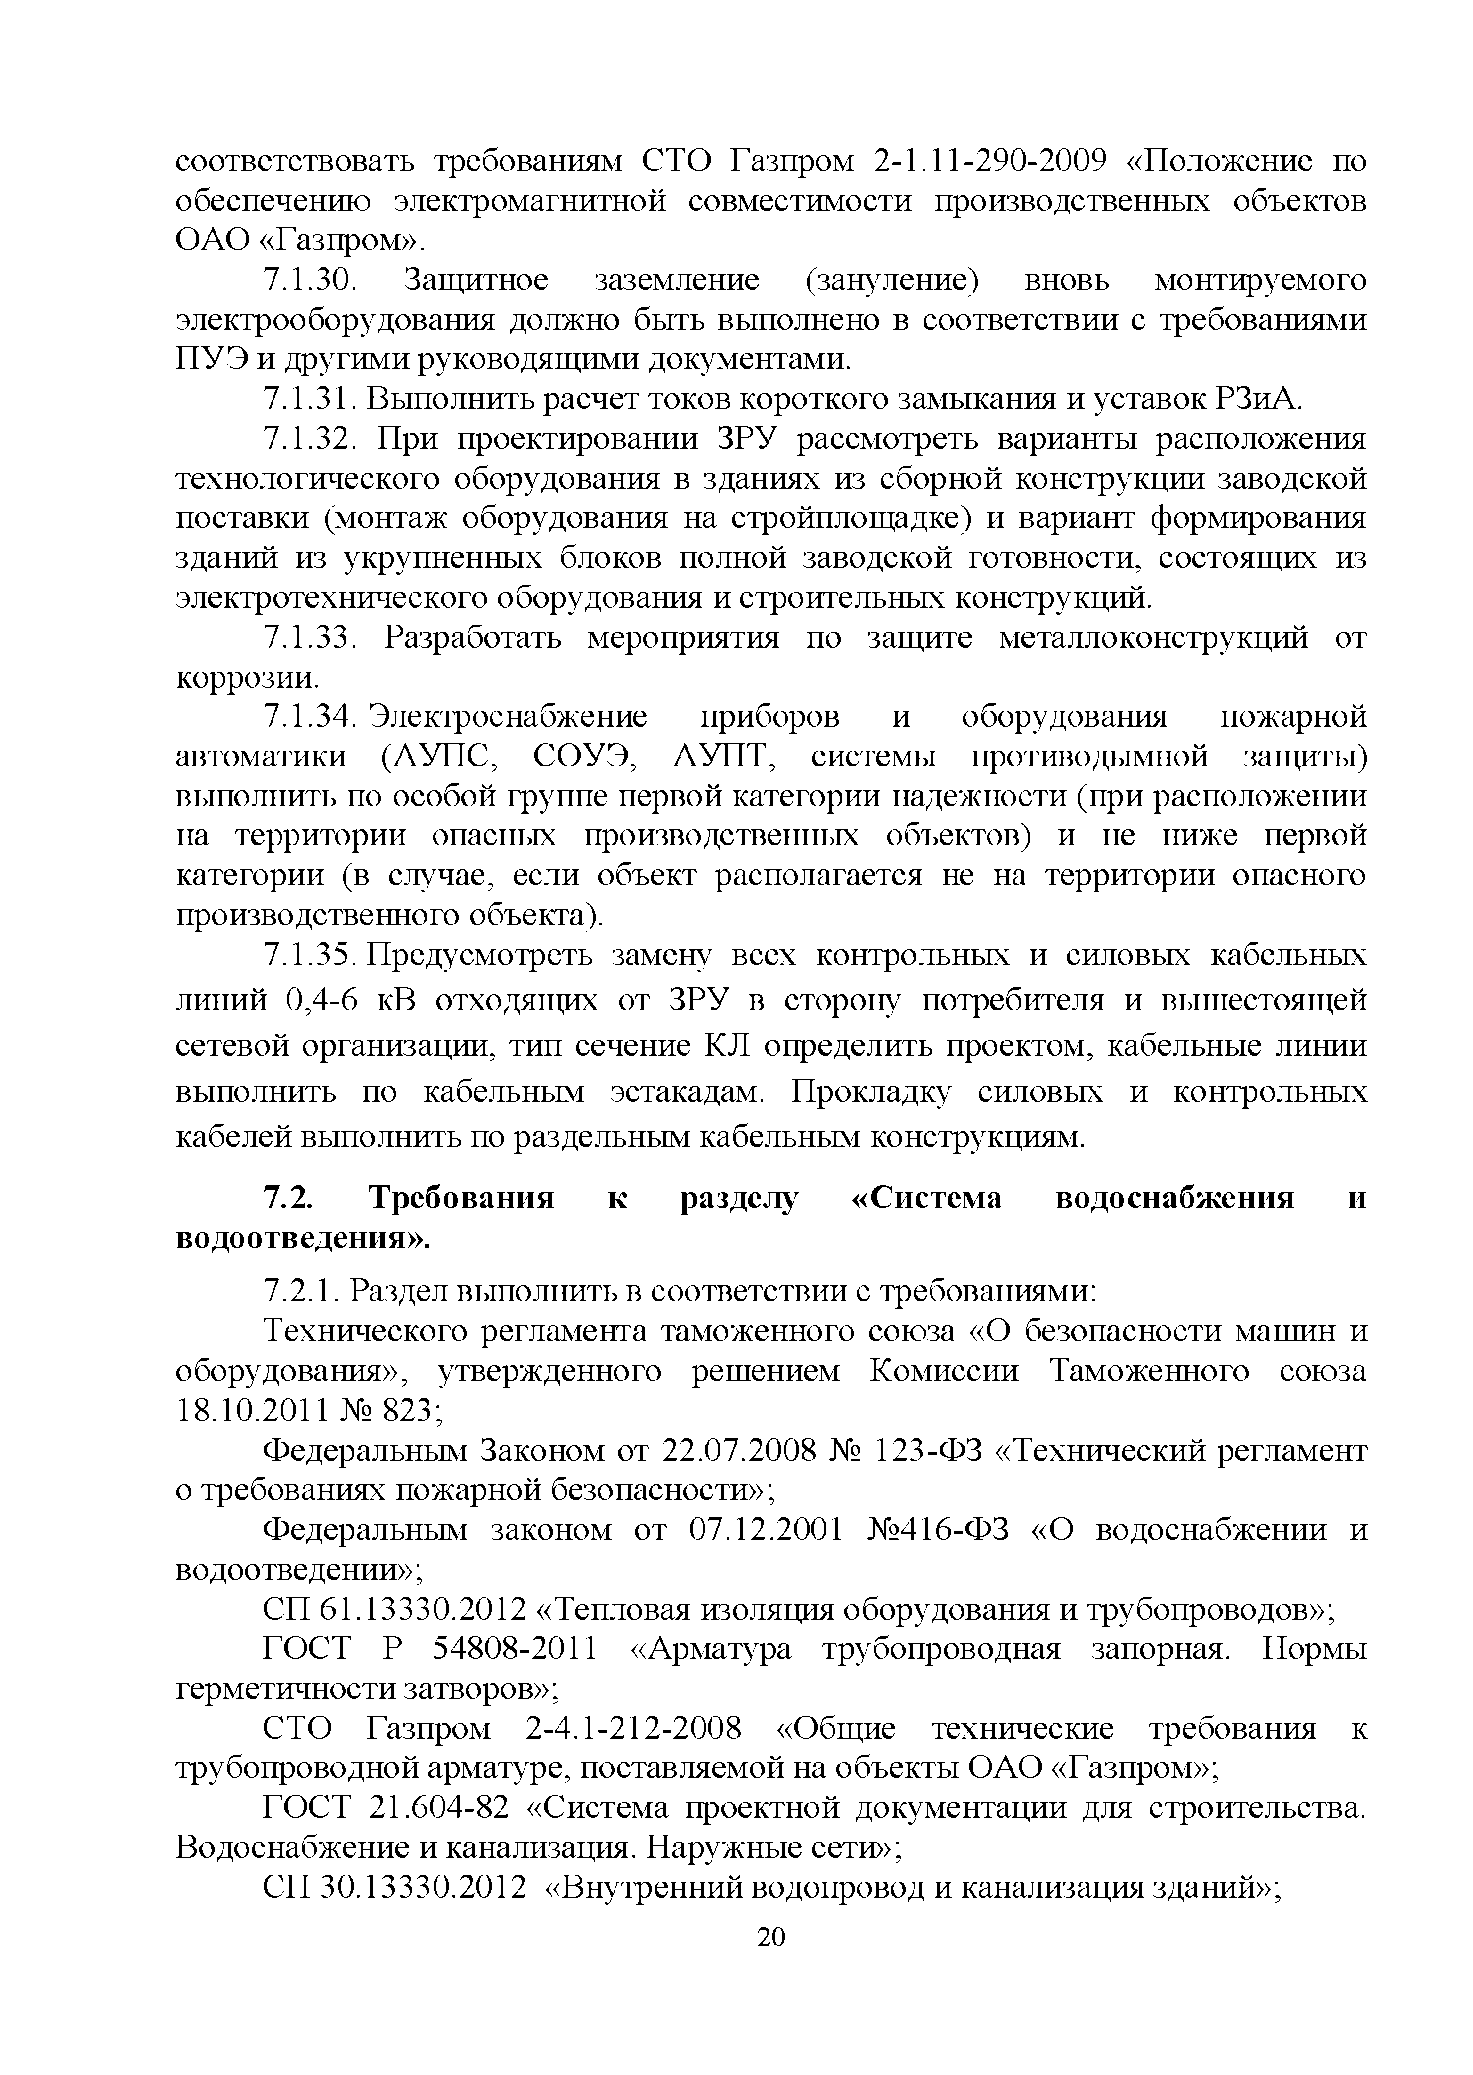 соответствовать требованиям СТО Газпром 2-1.11-290-2009 «Положение по
обеспечению электромагнитной совместимости производственных объектов
ОАО «Газпром».
7.1.30. Защитное заземление (зануление) вновь монтируемого
электрооборудования должно быть выполнено в соответствии с требованиями
ПУЭ и другими руководящими документами.
7.1.31. Выполнить расчет токов короткого замыкания и уставок РЗиА.
7.1.32. При проектировании ЗРУ рассмотреть варианты расположения
технологического оборудования в зданиях из сборной конструкции заводской
поставки (монтаж оборудования на стройплощадке) и вариант формирования
зданий из укрупненных блоков полной заводской готовности, состоящих из
электротехнического оборудования и строительных конструкций.
7.1.33. Разработать мероприятия по защите металлоконструкций от
коррозии.
7.1.34. Электроснабжение приборов и оборудования пожарной
автоматики (АУПС, СОУЭ, АУПТ, системы противодымной защиты)
выполнить по особой группе первой категории надежности (при расположении
на территории опасных производственных объектов) и не ниже первой
категории (в случае, если объект располагается не на территории опасного
производственного объекта).
7.1.35. Предусмотреть замену всех контрольных и силовых кабельных
линий 0,4-6 кВ отходящих от ЗРУ в сторону потребителя и вышестоящей
сетевой организации, тип сечение КЛ определить проектом, кабельные линии
выполнить по кабельным эстакадам. Прокладку силовых и контрольных
кабелей выполнить по раздельным кабельным конструкциям.
7.2. Требования к разделу «Система водоснабжения и
водоотведения».
7.2.1. Раздел выполнить в соответствии с требованиями:
Технического регламента таможенного союза «О безопасности машин и
оборудования», утвержденного решением Комиссии Таможенного союза
18.10.2011 № 823;
Федеральным Законом от 22.07.2008 № 123-ФЗ «Технический регламент
о требованиях пожарной безопасности»;
Федеральным законом от 07.12.2001 №416-ФЗ «О водоснабжении и
водоотведении»;
СП 61.13330.2012 «Тепловая изоляция оборудования и трубопроводов»;
ГОСТ Р 54808-2011 «Арматура трубопроводная запорная. Нормы
герметичности затворов»;
СТО Газпром 2-4.1-212-2008 «Общие технические требования к
трубопроводной арматуре, поставляемой на объекты ОАО «Газпром»;
ГОСТ 21.604-82 «Система проектной документации для строительства.
Водоснабжение и канализация. Наружные сети»;
СП 30.13330.2012 «Внутренний водопровод и канализация зданий»;
20